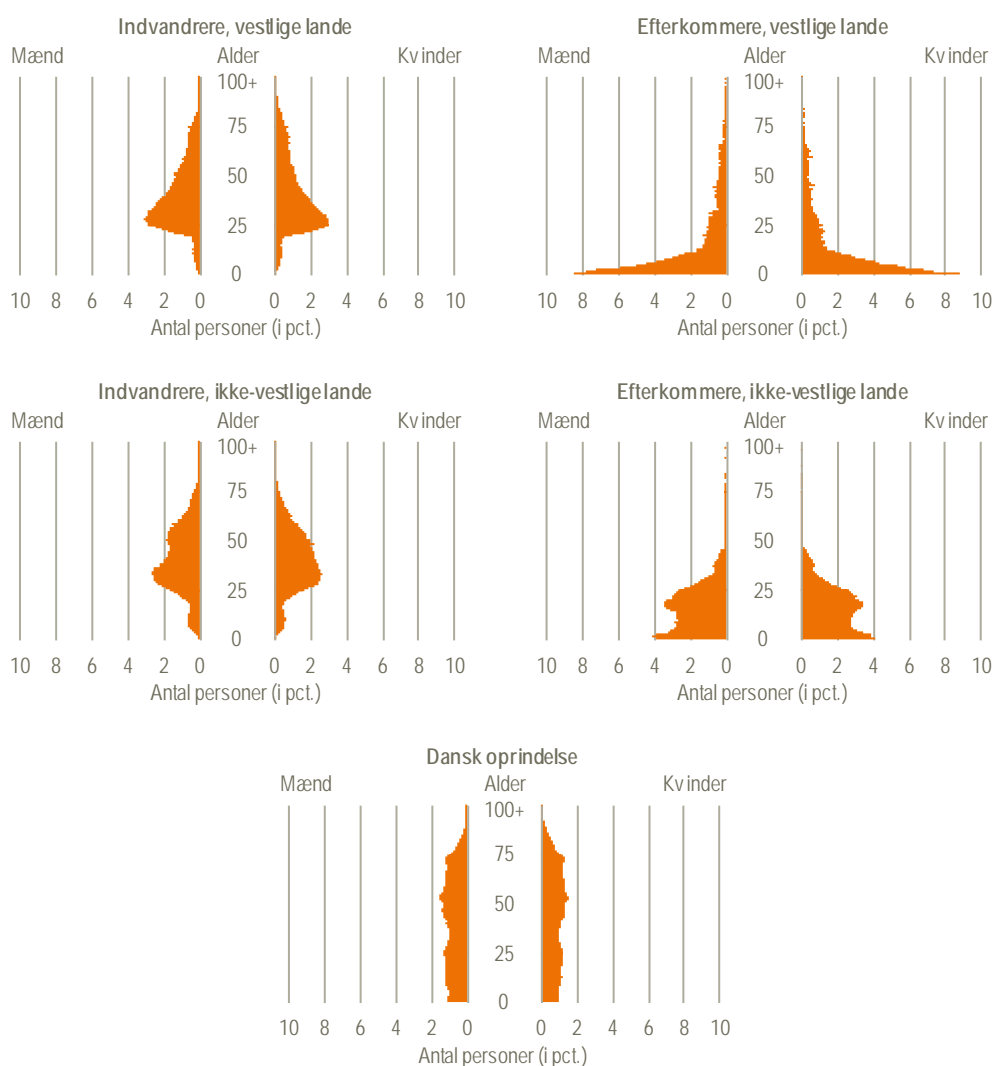 Indvandrere, vestlige lande
Mænd Alder Kvinder
100+
75
50
25
0
10 8 6 4 2 0 0 2 4 6 8 10
Antal personer (i pct.)
Efterkommere, vestlige lande
Mænd Alder Kvinder
100+
75
50
25
0
10 8 6 4 2 0 0 2 4 6 8 10
Antal personer (i pct.)
Indvandrere, ikke-vestlige lande
Mænd Alder Kvinder
100+
75
50
25
0
10 8 6 4 2 0 0 2 4 6 8 10
Antal personer (i pct.)
Efterkommere, ikke-vestlige lande
Mænd Alder Kvinder
100+
75
50
25
0
10 8 6 4 2 0 0 2 4 6 8 10
Antal personer (i pct.)
Dansk oprindelse
Mænd Alder Kvinder
100+
75
50
25
0
10 8 6 4 2 0 0 2 4 6 8 10
Antal personer (i pct.)